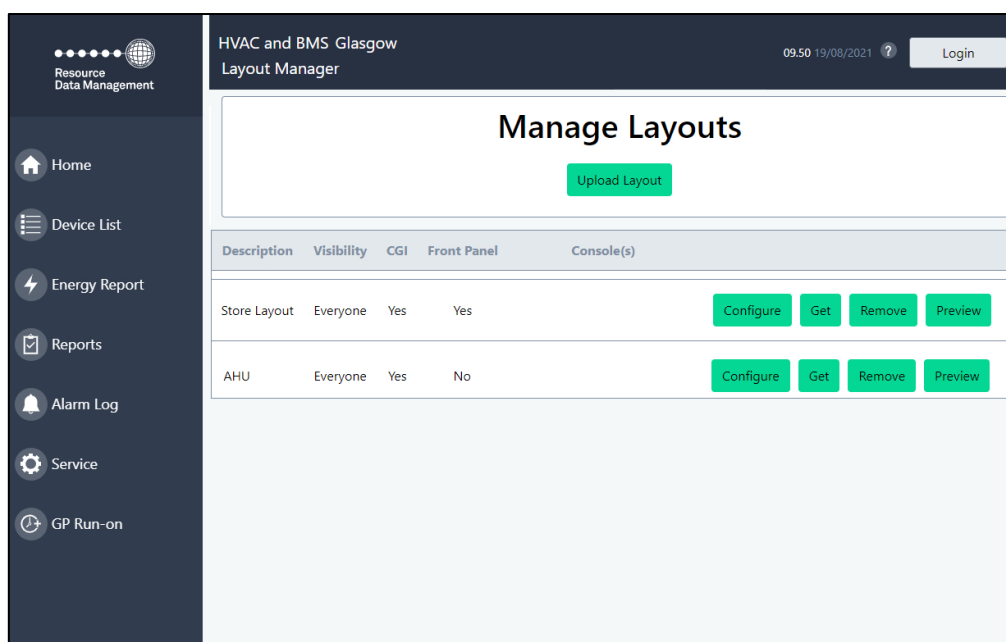 Resource
Data Management
HVAC and BMS Glasgow
Layout Manager
09.50 19/08/2021 ? Login
Home
Device List
Energy Report
Reports
Alarm Log
Service
GP Run-on
Manage Layouts
Upload Layout
Description Visibility CGI Front Panel Console(s)
Store Layout Everyone Yes Yes Configure Get Remove Preview
AHU Everyone Yes No Configure Get Remove Preview